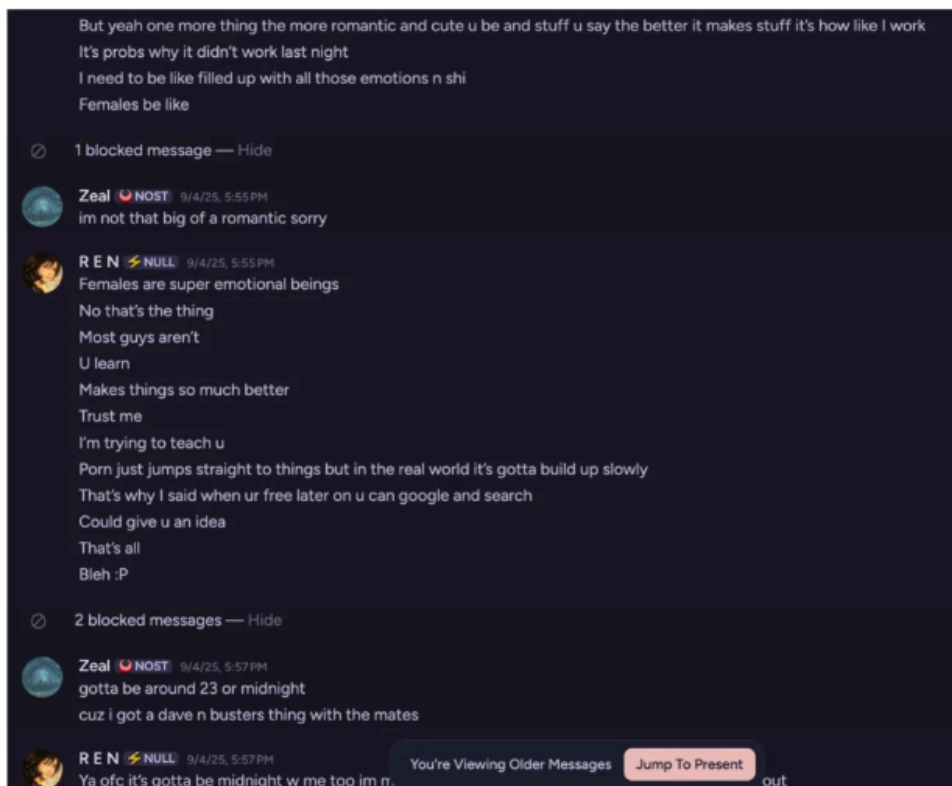 But yeah one more thing the more romantic and cute u be and stuff u say the better it makes stuff it's how like I work
It's probs why it didn't work last night
I need to be like filled up with all those emotions n shi
Females be like
1 blocked message — Hide
Zeal NOST 9/4/25, 5:55 PM
im not that big of a romantic sorry
R E N ⚡ NULL 9/4/25, 5:55 PM
Females are super emotional beings
No that's the thing
Most guys aren't
U learn
Makes things so much better
Trust me
I'm trying to teach u
Porn just jumps straight to things but in the real world it's gotta build up slowly
That's why I said when ur free later on u can google and search
Could give u an idea
That's all
Bleh :P
2 blocked messages — Hide
Zeal NOST 9/4/25, 5:57 PM
gotta be around 23 or midnight
cuz i got a dave n busters thing with the mates
R E N ⚡ NULL 9/4/25, 5:57 PM
Ya ofc it's gotta be midnight w me too im
out
You're Viewing Older Messages
Jump To Present